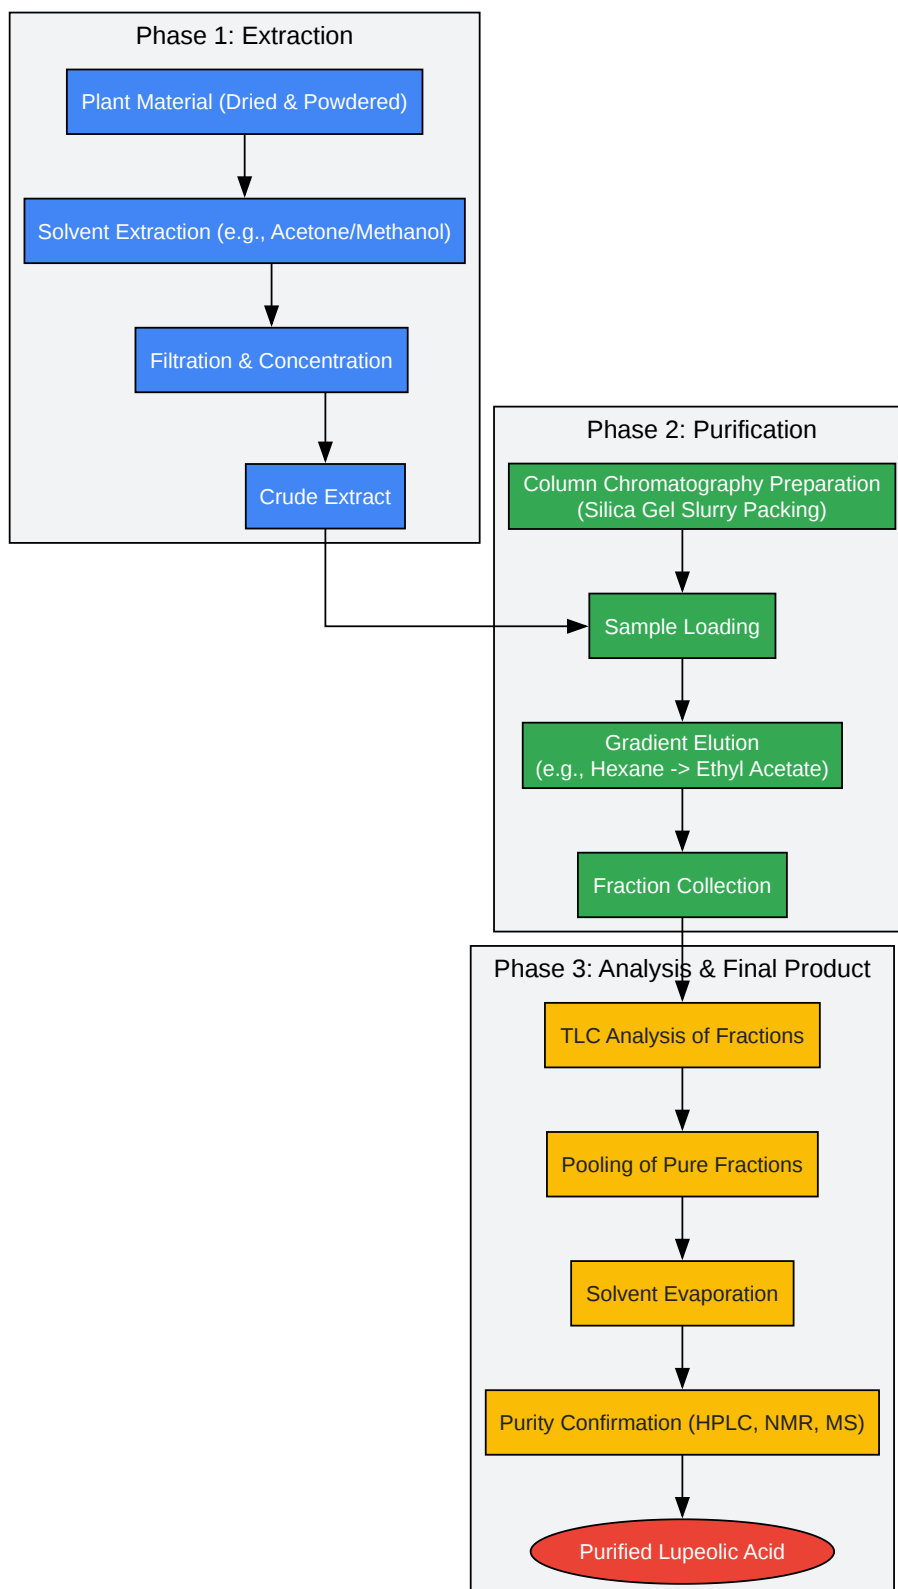 Phase 1: Extraction
Plant Material (Dried & Powdered)
Solvent Extraction (e.g., Acetone/Methanol)
Filtration & Concentration
Crude Extract
Phase 2: Purification
Column Chromatography Preparation
(Silica Gel Slurry Packing)
Sample Loading
Gradient Elution
(e.g., Hexane -> Ethyl Acetate)
Fraction Collection
Phase 3: Analysis & Final Product
TLC Analysis of Fractions
Pooling of Pure Fractions
Solvent Evaporation
Purity Confirmation (HPLC, NMR, MS)
Purified Lupeolic Acid